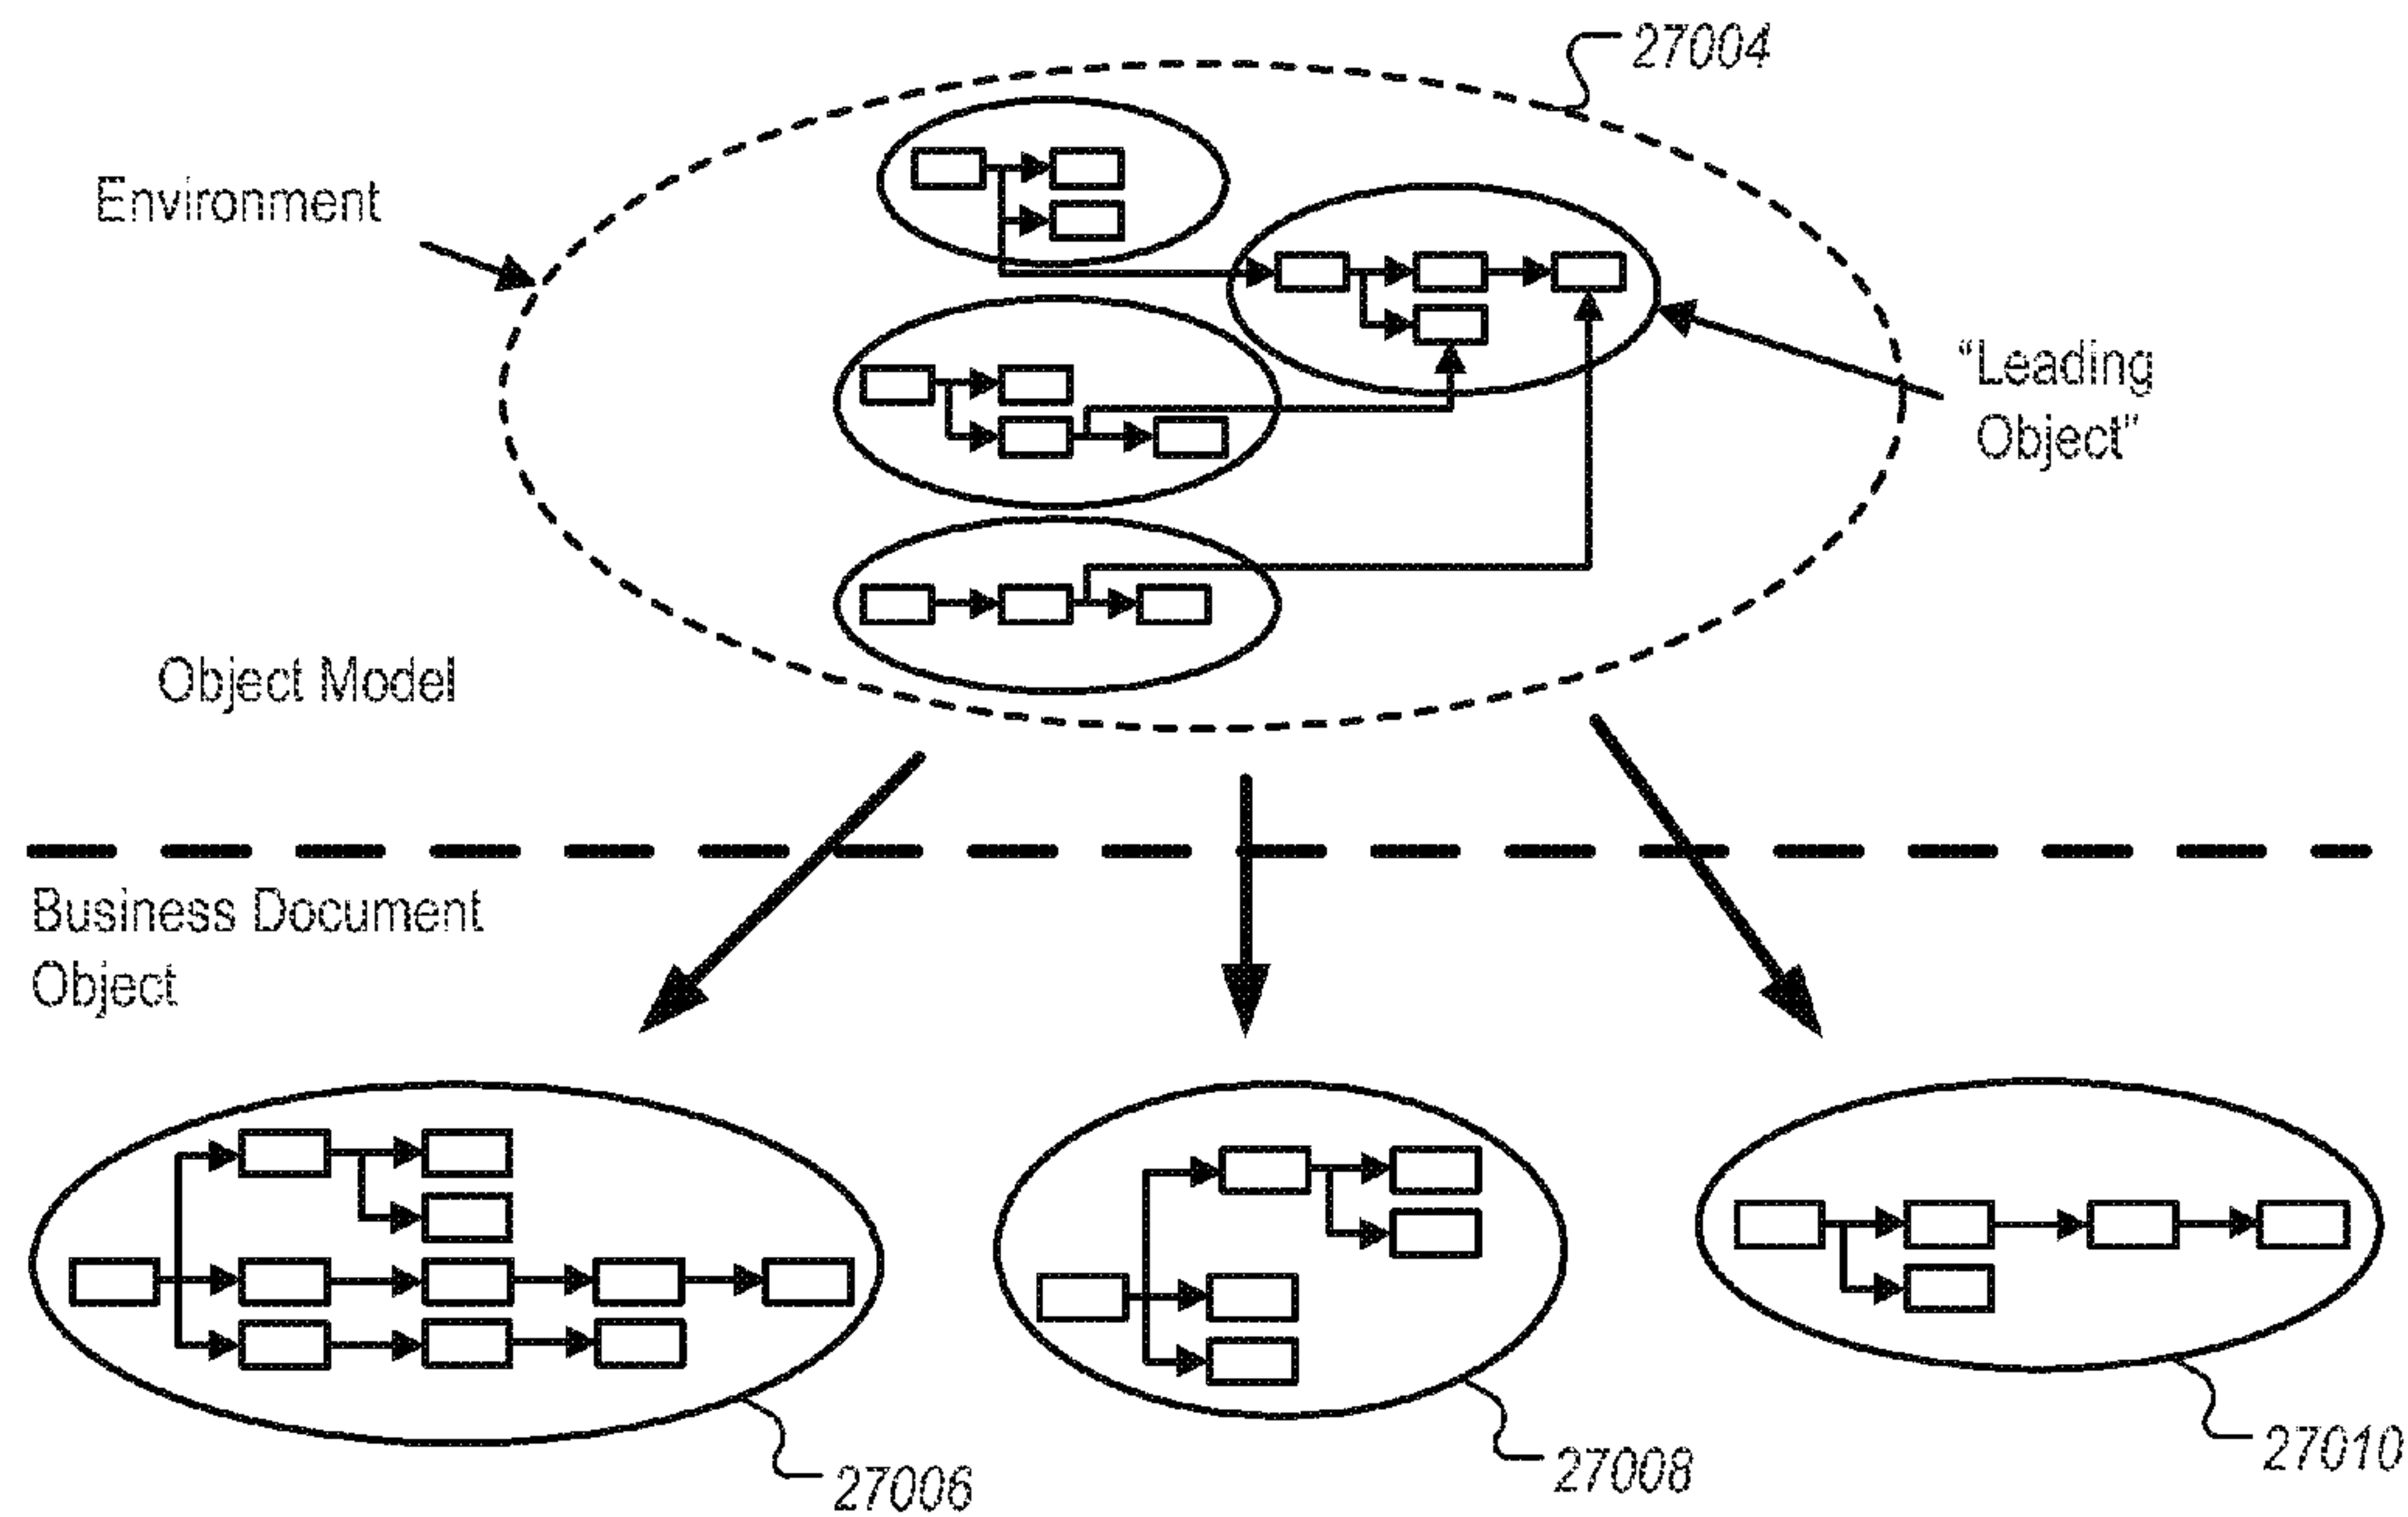 27004
Environment
“Leading
Object”
Object Model
Business Document
Object
27006
27008
27010